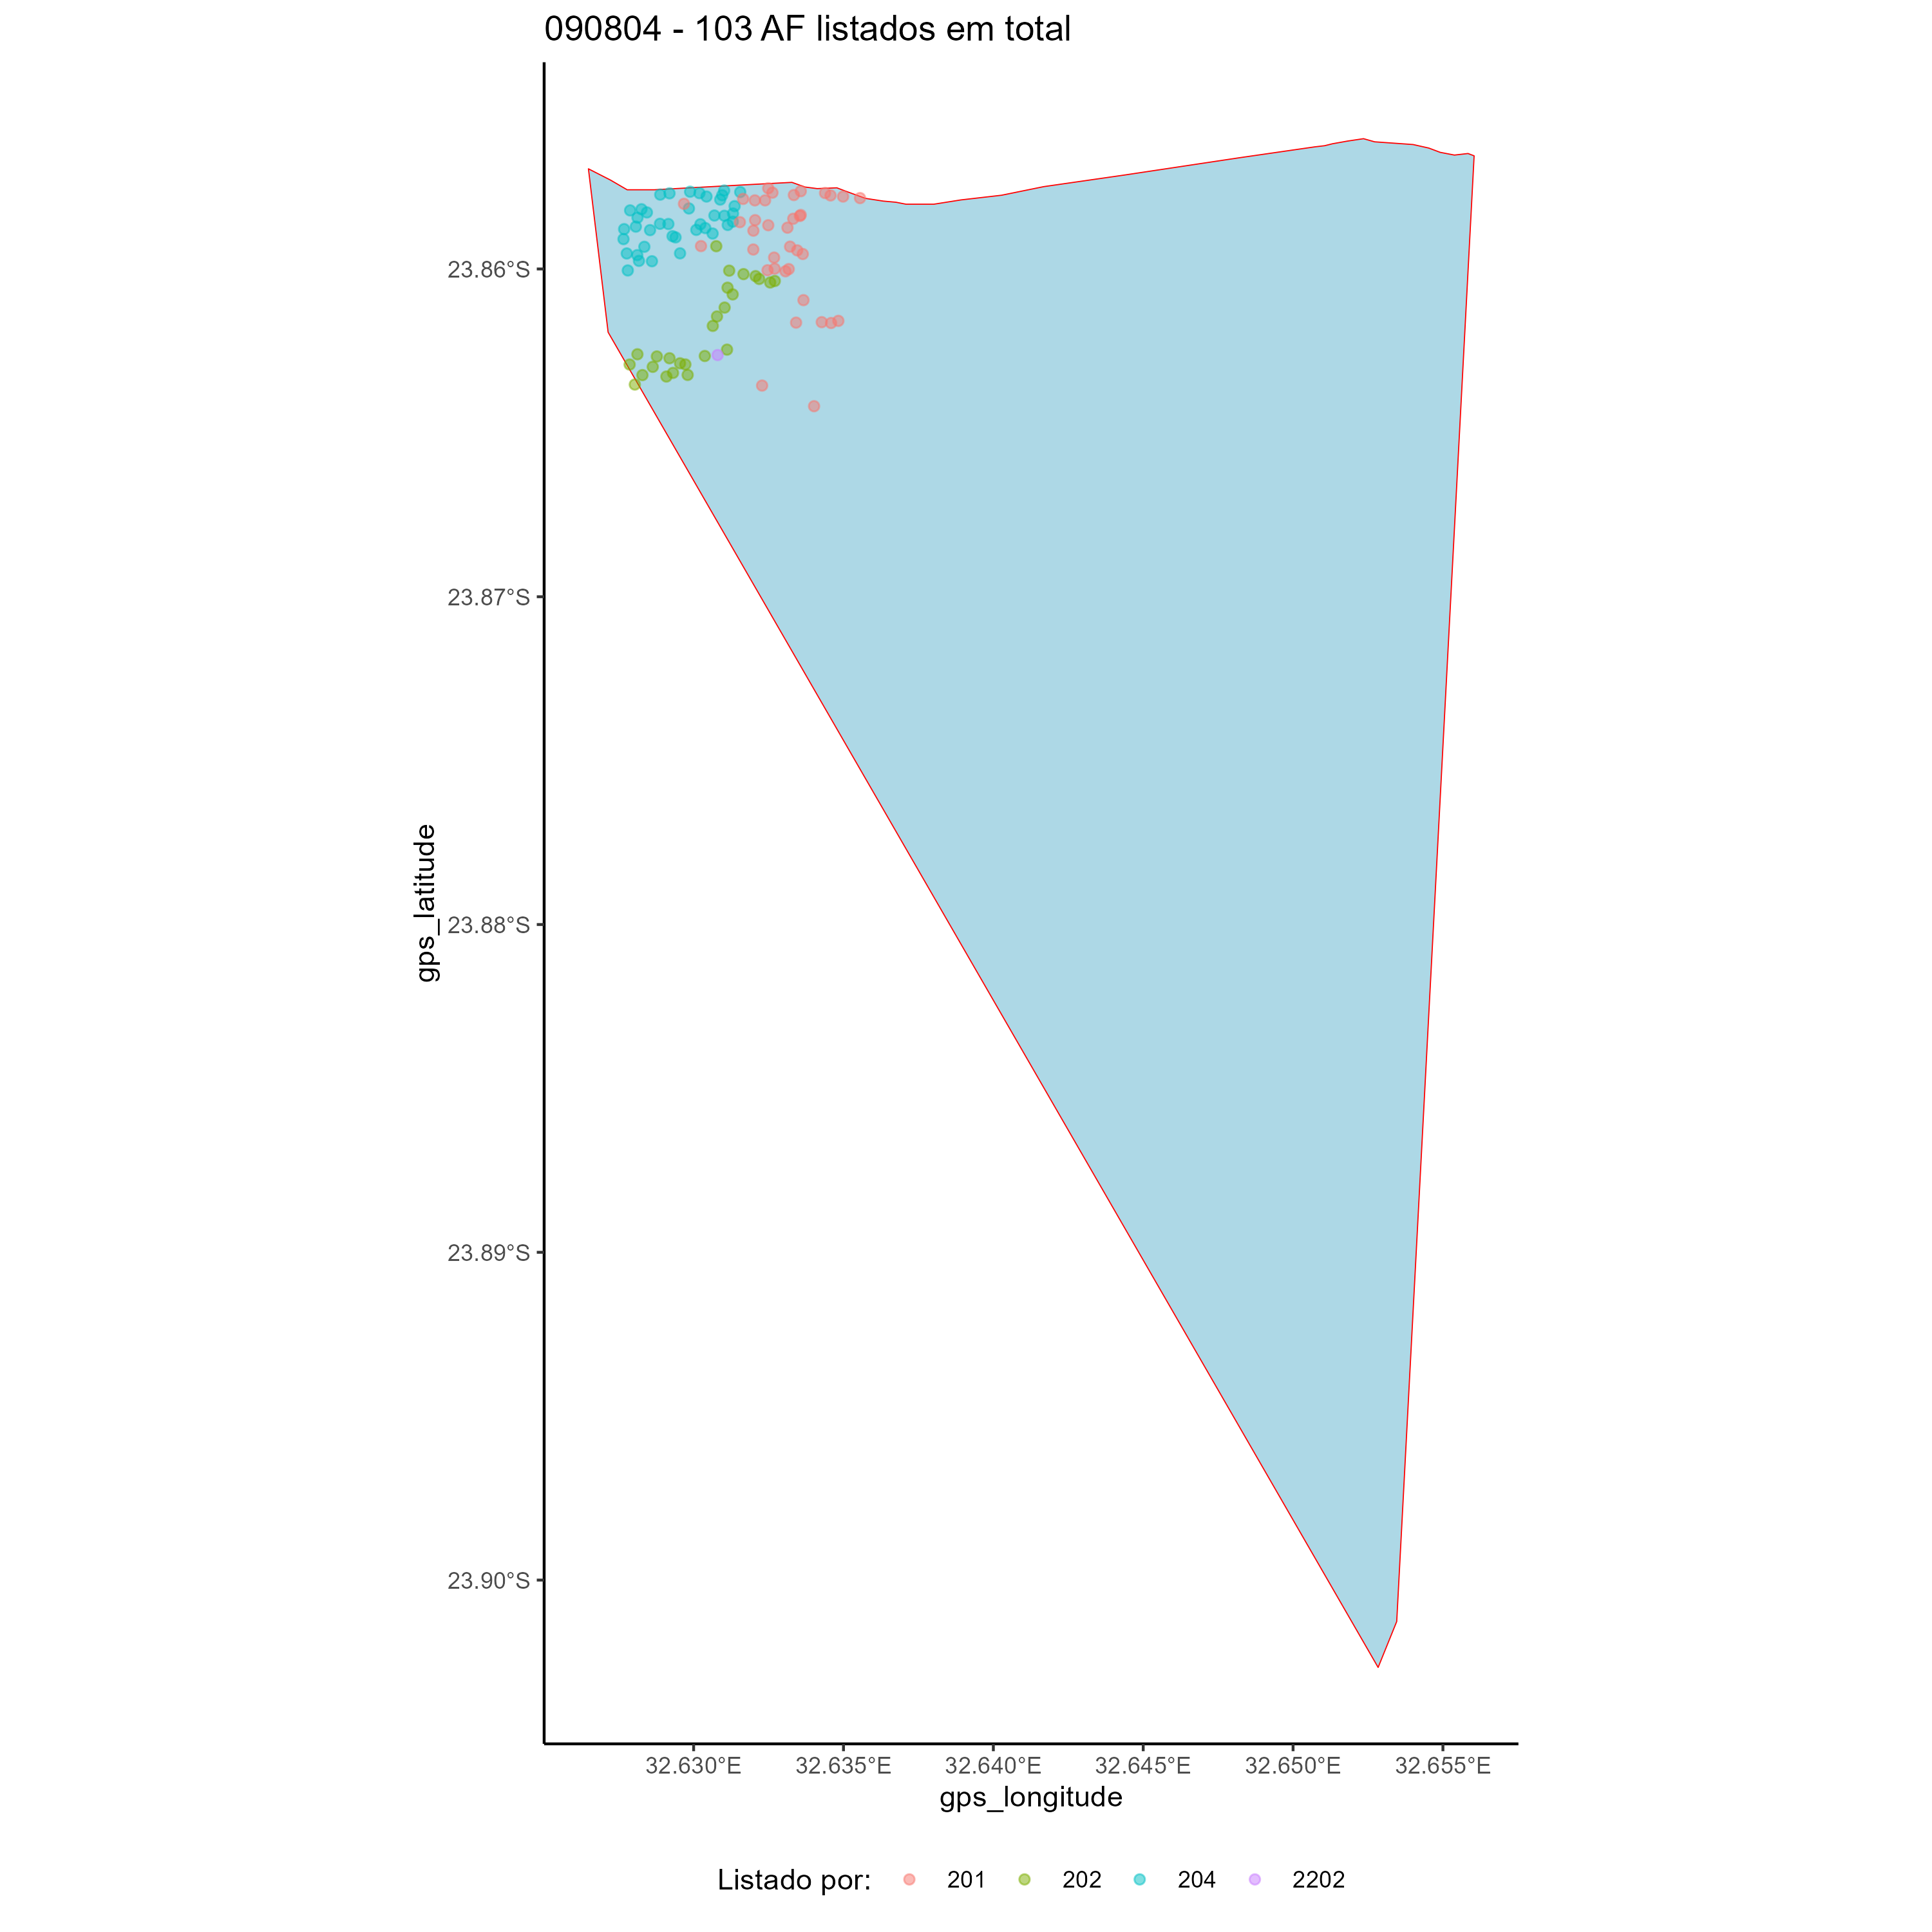 090804 - 103 AF listados em total
gps_latitude
23.86°S
23.87°S
23.88°S
23.89°S
23.90°S
32.630°E 32.635°E 32.640°E 32.645°E 32.650°E 32.655°E
gps_longitude
Listado por: 201 202 204 2202